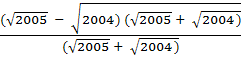 (√2005 − √2004) (√2005 + √2004)
(√2005 + √2004)